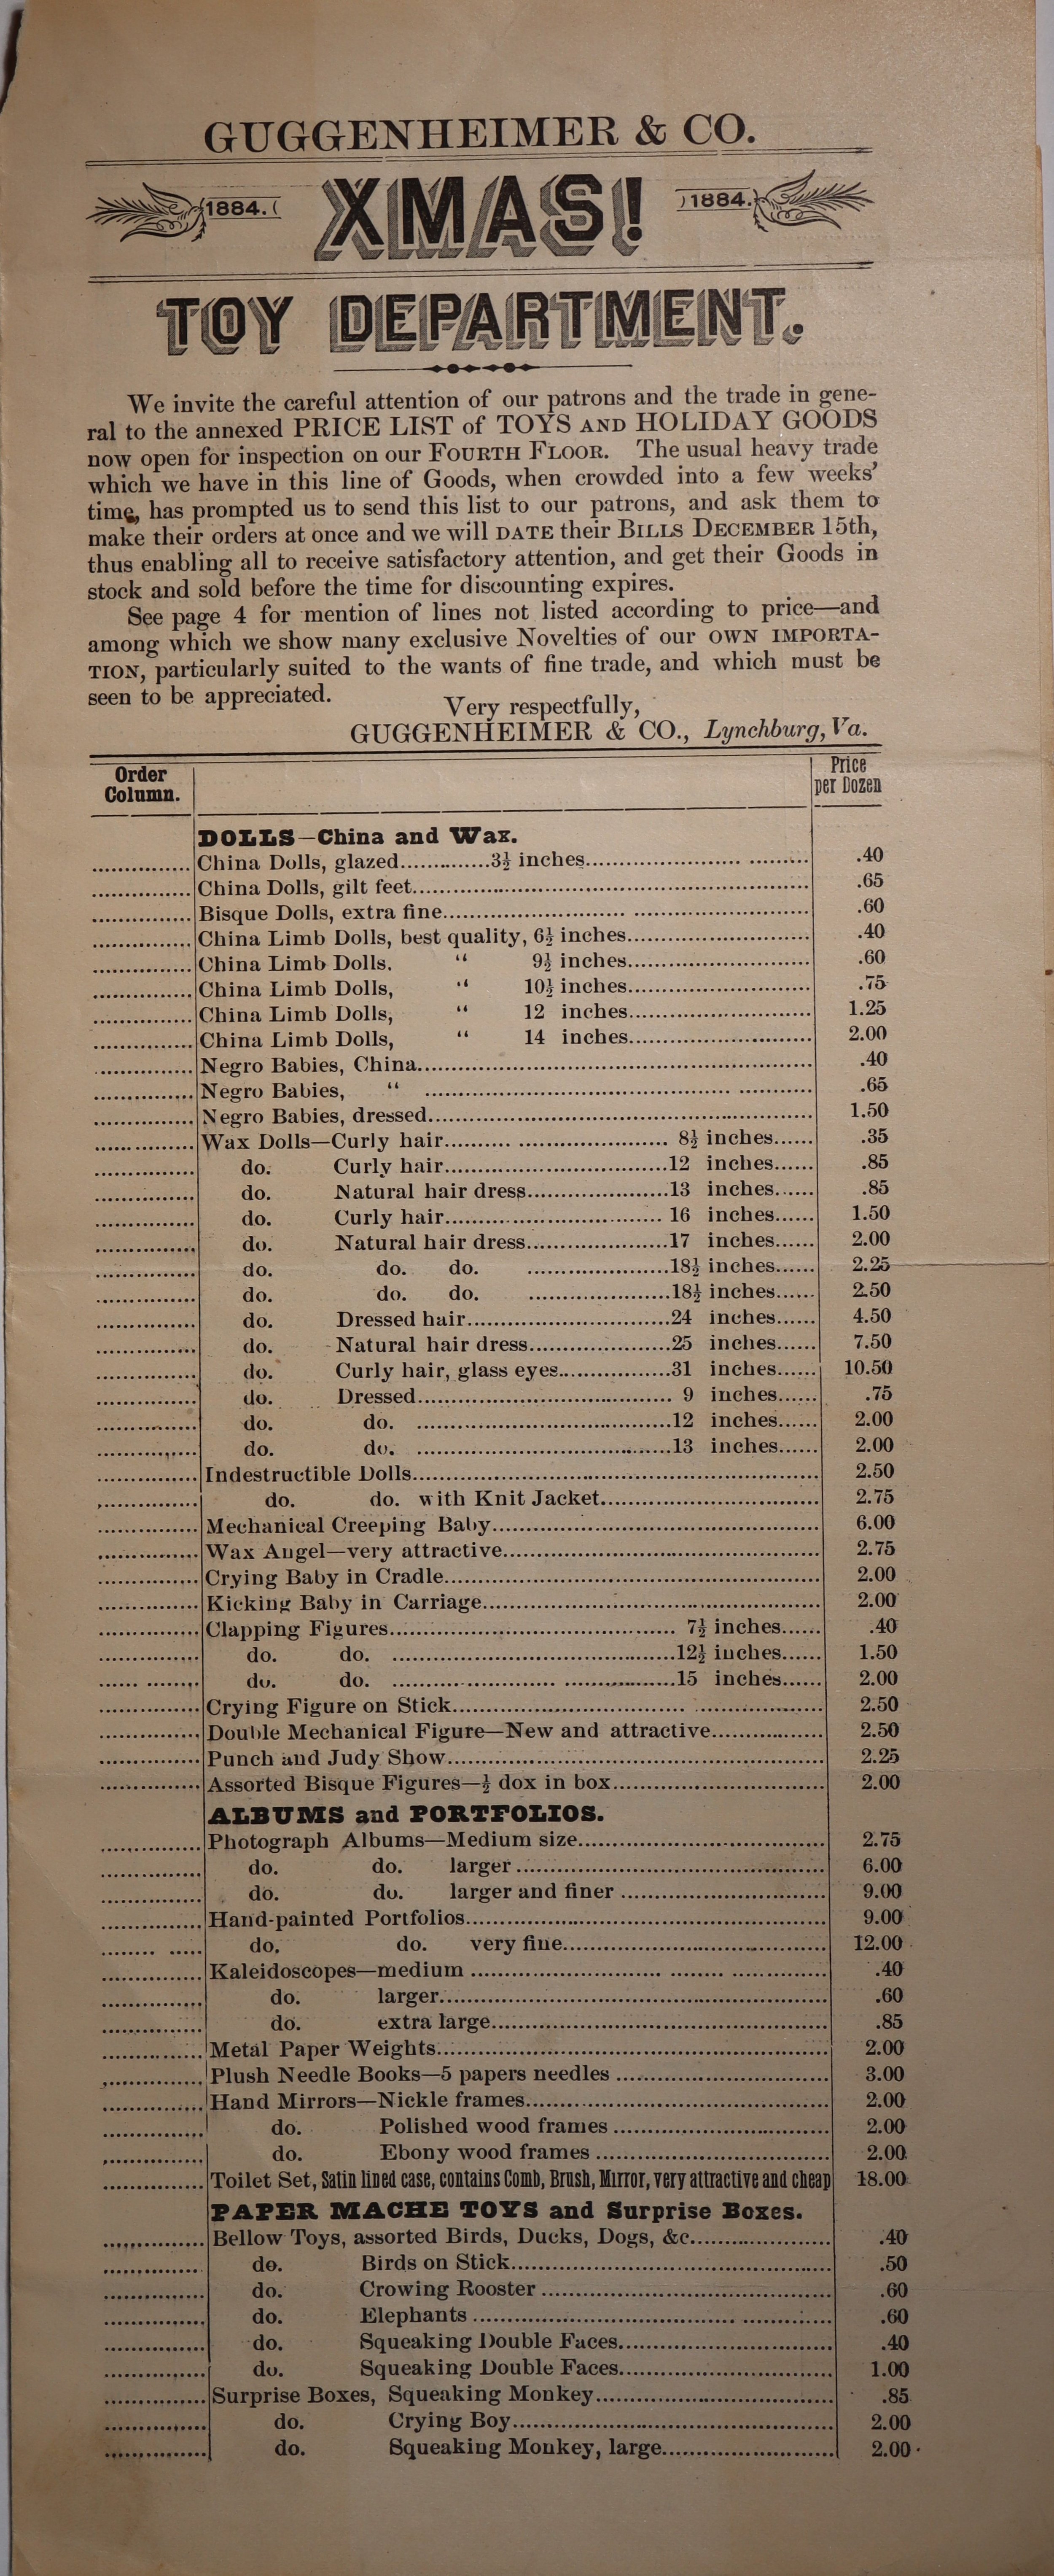 GUGGENHEIMER & CO.
1884. XMAS! 1884.
TOY DEPARTMENT.
We invite the careful attention of our patrons and the trade in gene-
ral to the annexed PRICE LIST of TOYS AND HOLIDAY GOODS
now open for inspection on our FOURTH FLOOR. The usual heavy trade
which we have in this line of Goods, when crowded into a few weeks'
time, has prompted us to send this list to our patrons, and ask them to
make their orders at once and we will DATE their BILLS DECEMBER 15th,
thus enabling all to receive satisfactory attention, and get their Goods in
stock and sold before the time for discounting expires.
See page 4 for mention of lines not listed according to price—and
among which we show many exclusive Novelties of our OWN IMPORTA-
TION, particularly suited to the wants of fine trade, and which must be
seen to be appreciated.
Very respectfully,
GUGGENHEIMER & CO., Lynchburg, Va.
Order Column. Price per Dozen
DOLLS—China and Wax.
China Dolls, glazed..............3½ inches.............................. .40
China Dolls, gilt feet.............................. .65
Bisque Dolls, extra fine.............................. .60
China Limb Dolls, best quality, 6½ inches.............................. .40
China Limb Dolls. " 9½ inches.............................. .60
China Limb Dolls, " 10½ inches.............................. .75
China Limb Dolls, " 12 inches.............................. 1.25
China Limb Dolls, " 14 inches.............................. 2.00
Negro Babies, China.............................. .40
Negro Babies, " .............................. .65
Negro Babies, dressed.............................. 1.50
Wax Dolls—Curly hair.............................. 8½ inches...... .35
do. Curly hair..............................12 inches...... .85
do. Natural hair dress.....................13 inches...... .85
do. Curly hair.............................. 16 inches...... 1.50
do. Natural hair dress.....................17 inches...... 2.00
do. do. do. .....................18½ inches...... 2.25
do. do. do. .....................18½ inches...... 2.50
do. Dressed hair..............................24 inches...... 4.50
do. Natural hair dress.....................25 inches...... 7.50
do. Curly hair, glass eyes.................31 inches...... 10.50
do. Dressed.............................. 9 inches...... .75
do. do. ..............................12 inches...... 2.00
do. do. ..............................13 inches...... 2.00
Indestructible Dolls.............................. 2.50
do. do. with Knit Jacket.............................. 2.75
Mechanical Creeping Baby.............................. 6.00
Wax Angel—very attractive.............................. 2.75
Crying Baby in Cradle.............................. 2.00
Kicking Baby in Carriage.............................. 2.00
Clapping Figures.............................. 7½ inches...... .40
do. do. ..............................12½ inches...... 1.50
do. do. ..............................15 inches...... 2.00
Crying Figure on Stick.............................. 2.50
Double Mechanical Figure—New and attractive................. 2.50
Punch and Judy Show.............................. 2.25
Assorted Bisque Figures—½ dox in box.............................. 2.00
ALBUMS and PORTFOLIOS.
Photograph Albums—Medium size.............................. 2.75
do. do. larger .............................. 6.00
do. do. larger and finer .............................. 9.00
Hand-painted Portfolios.............................. 9.00
do. do. very fine.............................. 12.00
Kaleidoscopes—medium .............................. .40
do. larger.............................. .60
do. extra large.............................. .85
Metal Paper Weights.............................. 2.00
Plush Needle Books—5 papers needles .............................. 3.00
Hand Mirrors—Nickle frames.............................. 2.00
do. Polished wood frames .............................. 2.00
do. Ebony wood frames .............................. 2.00
Toilet Set, Satin lined case, contains Comb, Brush, Mirror, very attractive and cheap 18.00
PAPER MACHE TOYS and Surprise Boxes.
Bellow Toys, assorted Birds, Ducks, Dogs, &c..................... .40
do. Birds on Stick.............................. .50
do. Crowing Rooster .............................. .60
do. Elephants .............................. .60
do. Squeaking Double Faces.............................. .40
do. Squeaking Double Faces.............................. 1.00
Surprise Boxes, Squeaking Monkey.............................. .85
do. Crying Boy.............................. 2.00
do. Squeaking Monkey, large.......................... 2.00